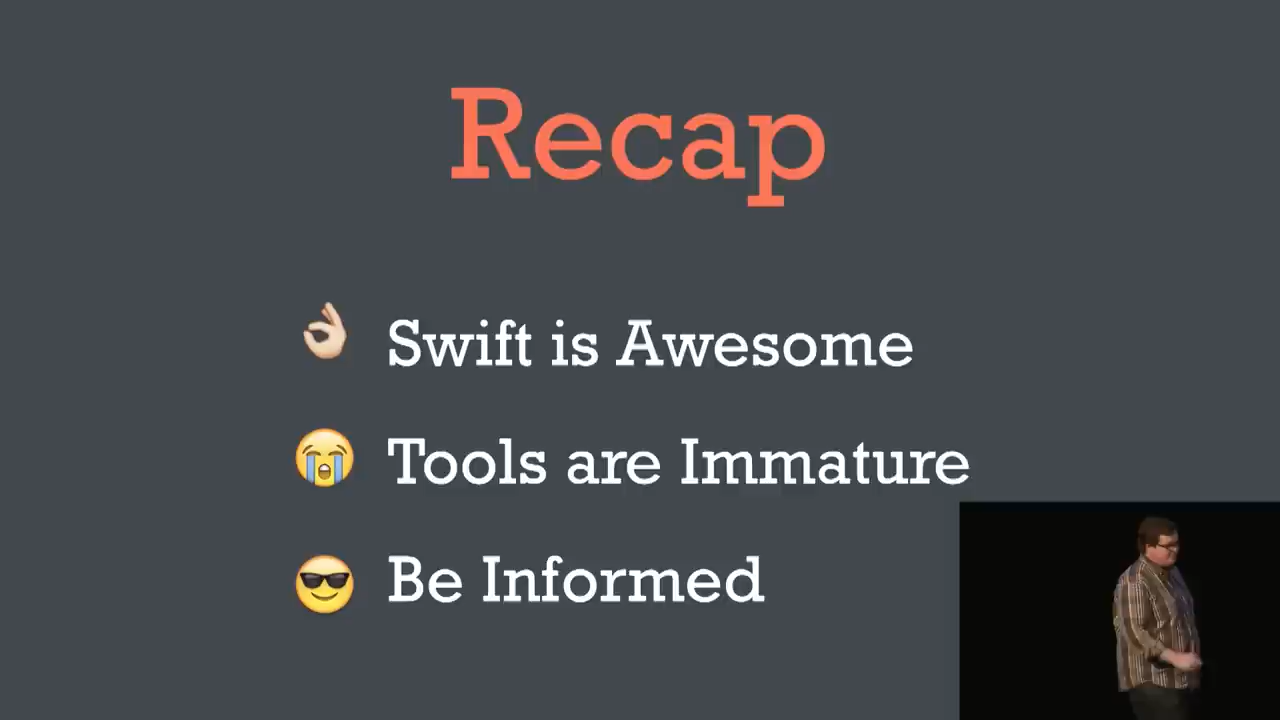 Recap
👌🏻 Swift is Awesome
😭 Tools are Immature
😎 Be Informed